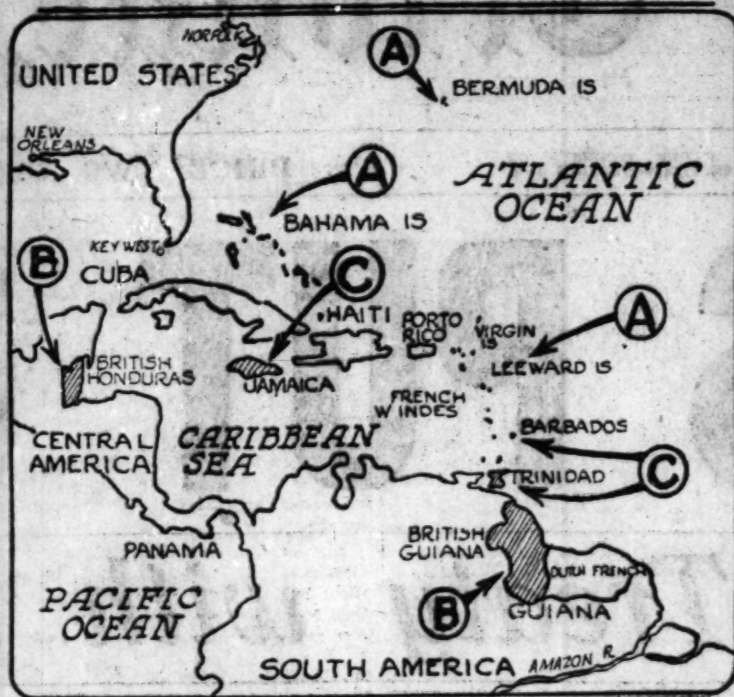 NORFOLK
UNITED STATES
A
BERMUDA IS
NEW
ORLEANS
A
ATLANTIC
OCEAN
BAHAMA IS
KEY WEST
B
CUBA
C
HAITI
PORTO
RICO
VIRGIN
IS
A
LEEWARD IS
BRITISH
HONDURAS
JAMAICA
FRENCH
W INDES
BARBADOS
CENTRAL
AMERICA
CARIBBEAN
SEA
C
TRINIDAD
PANAMA
BRITISH
GUIANA
DUTCH FRENCH
B
GUIANA
PACIFIC
OCEAN
SOUTH AMERICA
AMAZON R.